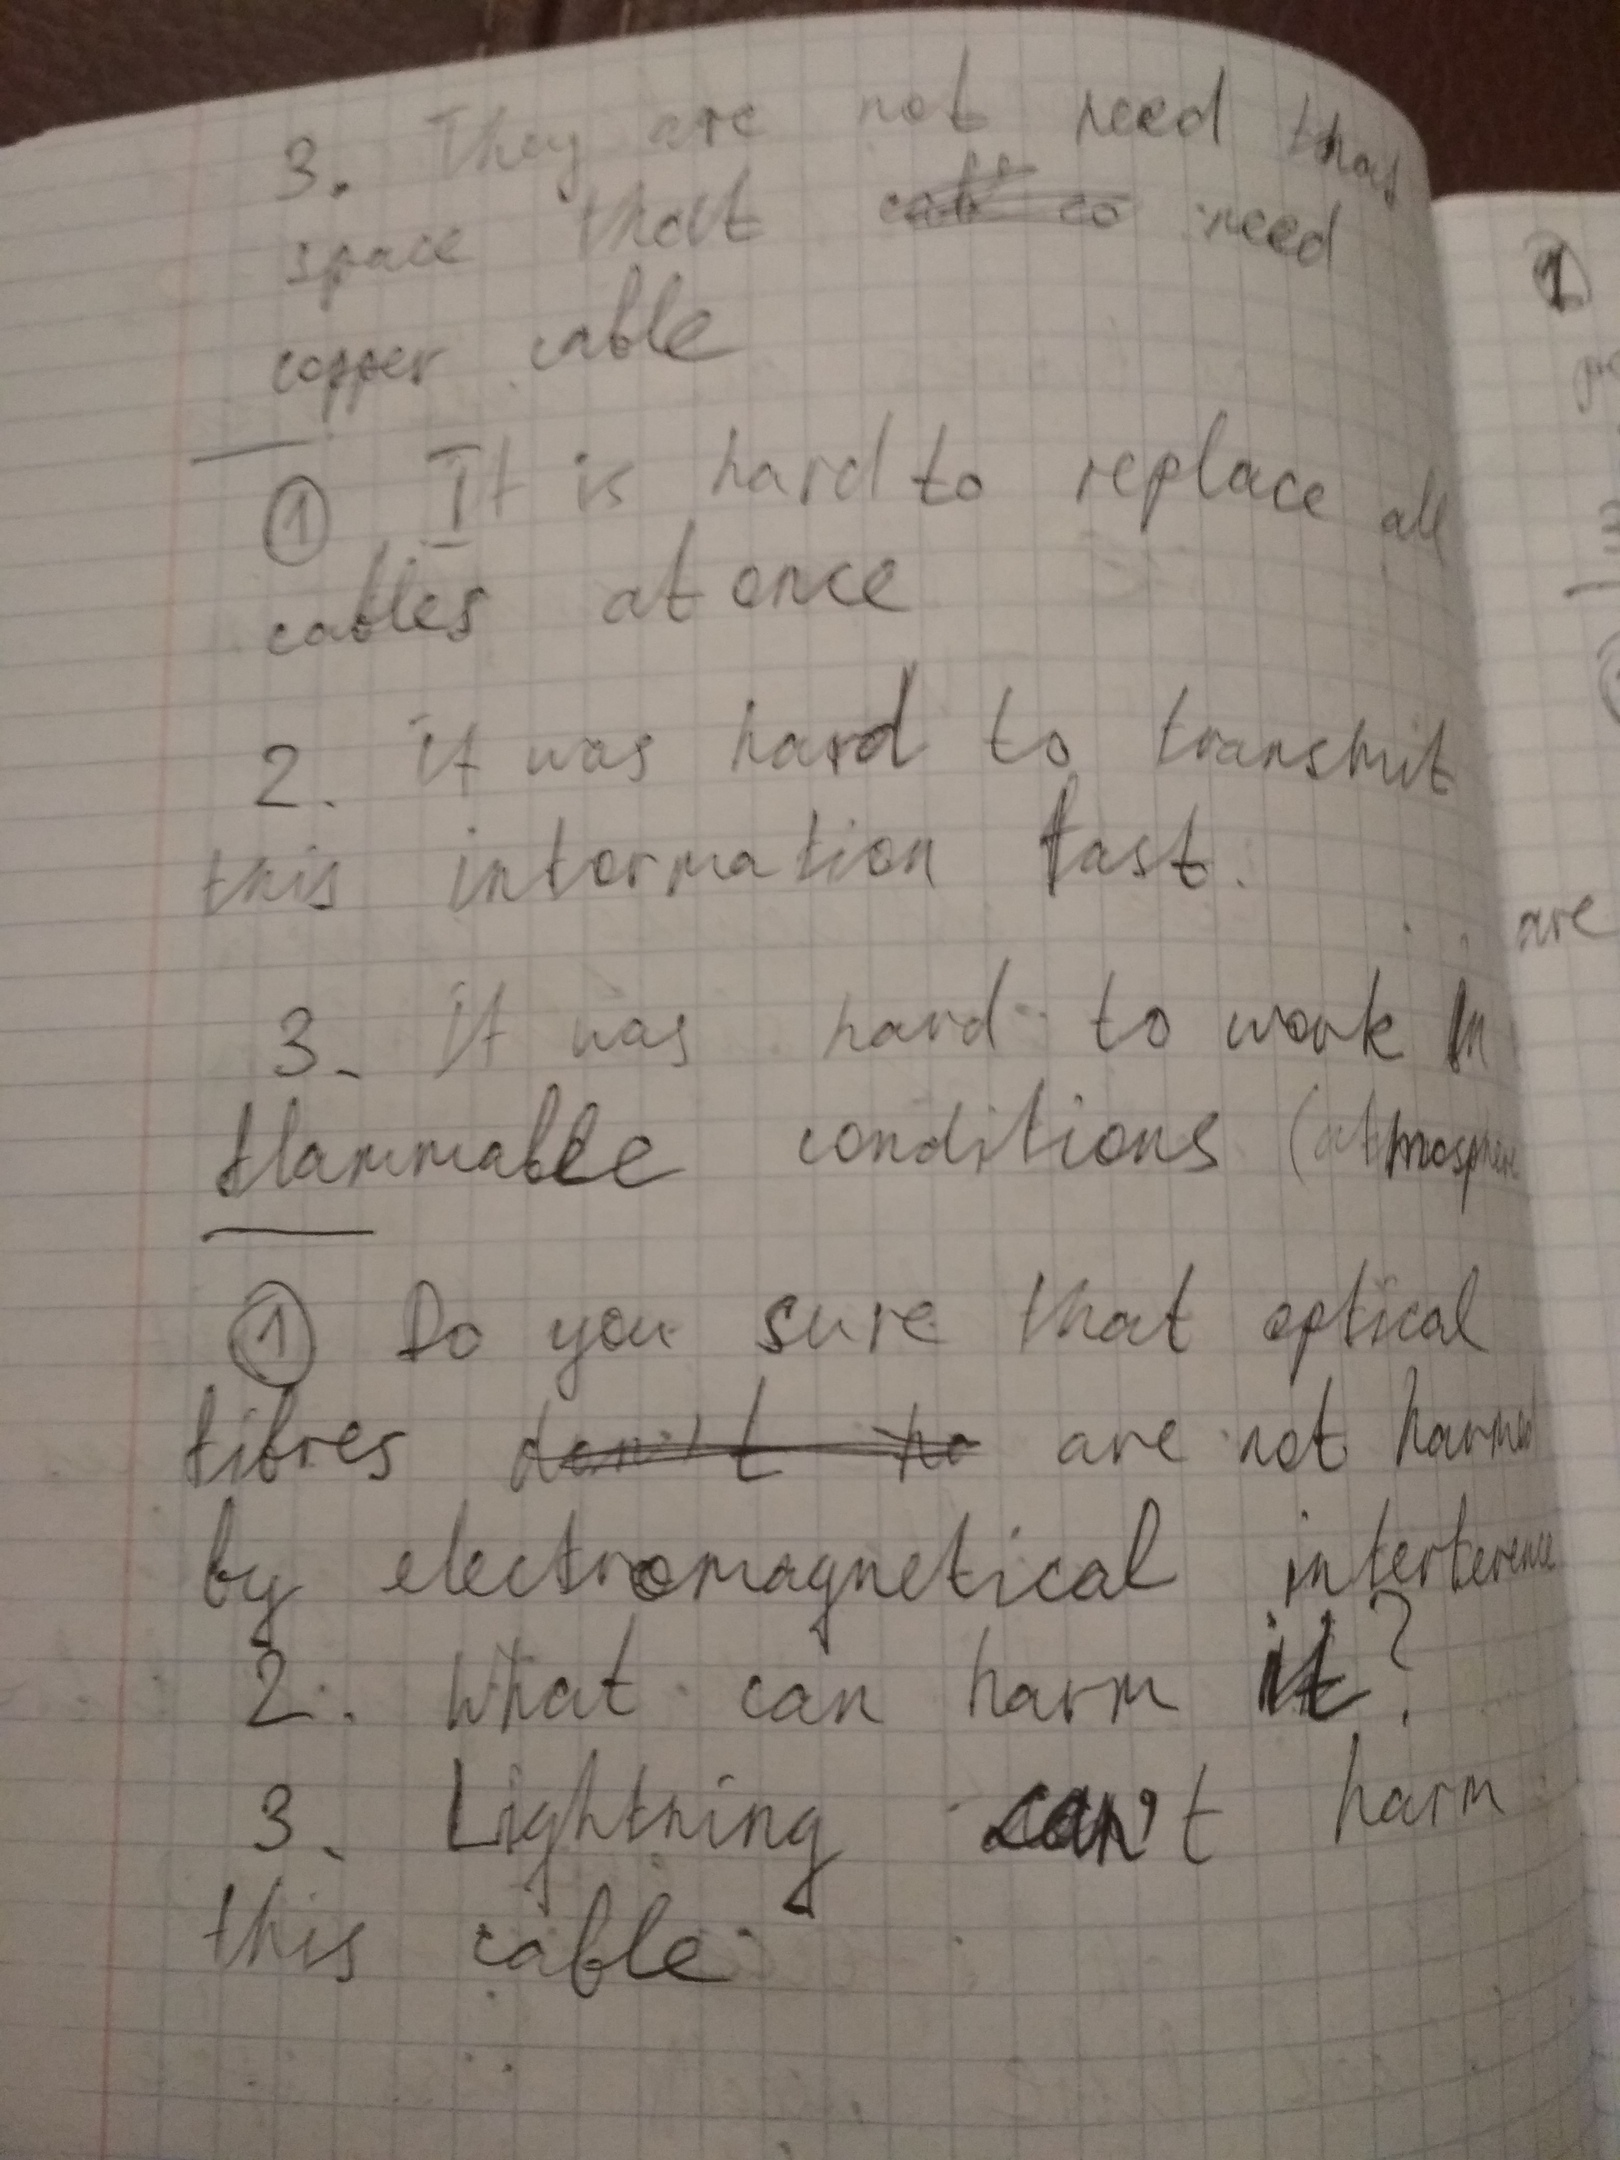 3. They are not need that
space that need
copper cable
① It is hard to replace all
cables at once
2. it was hard to transmit
this information fast.
3. it was hard to work in
flammable conditions (atmosphere
① Do you sure that optical
fibres don't ha are not harmed
by electromagnetical interference
2. What can harm it?
3. Lightning can't harm
this cable
1
are